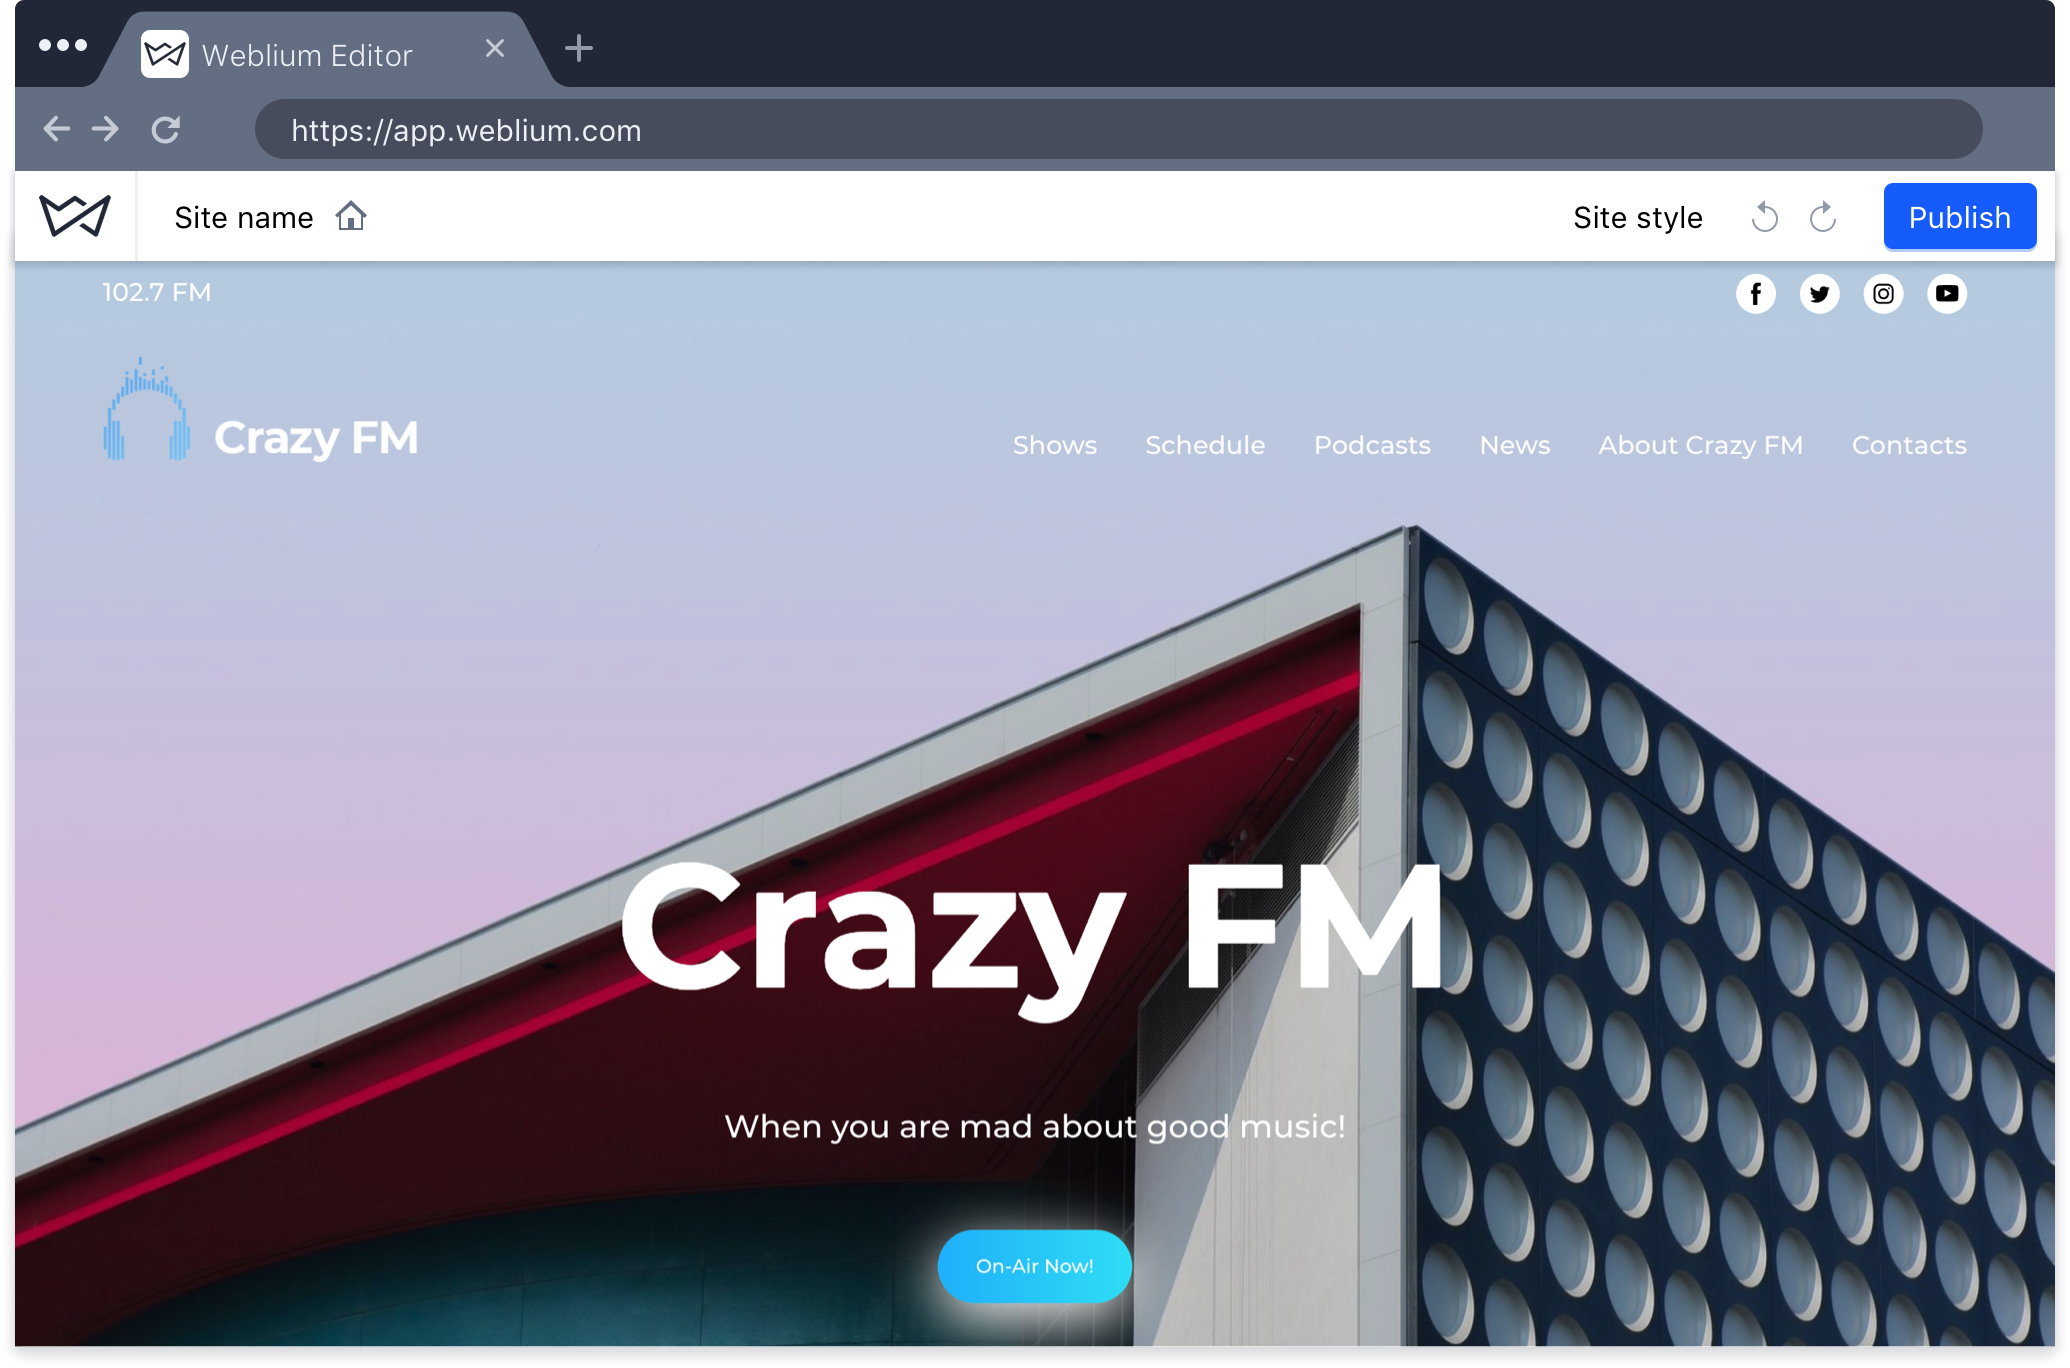 Weblium Editor
https://app.weblium.com
Site name
Site style
Publish
102.7 FM
Crazy FM
Shows
Schedule
Podcasts
News
About Crazy FM
Contacts
Crazy FM
When you are mad about good music!
On-Air Now!